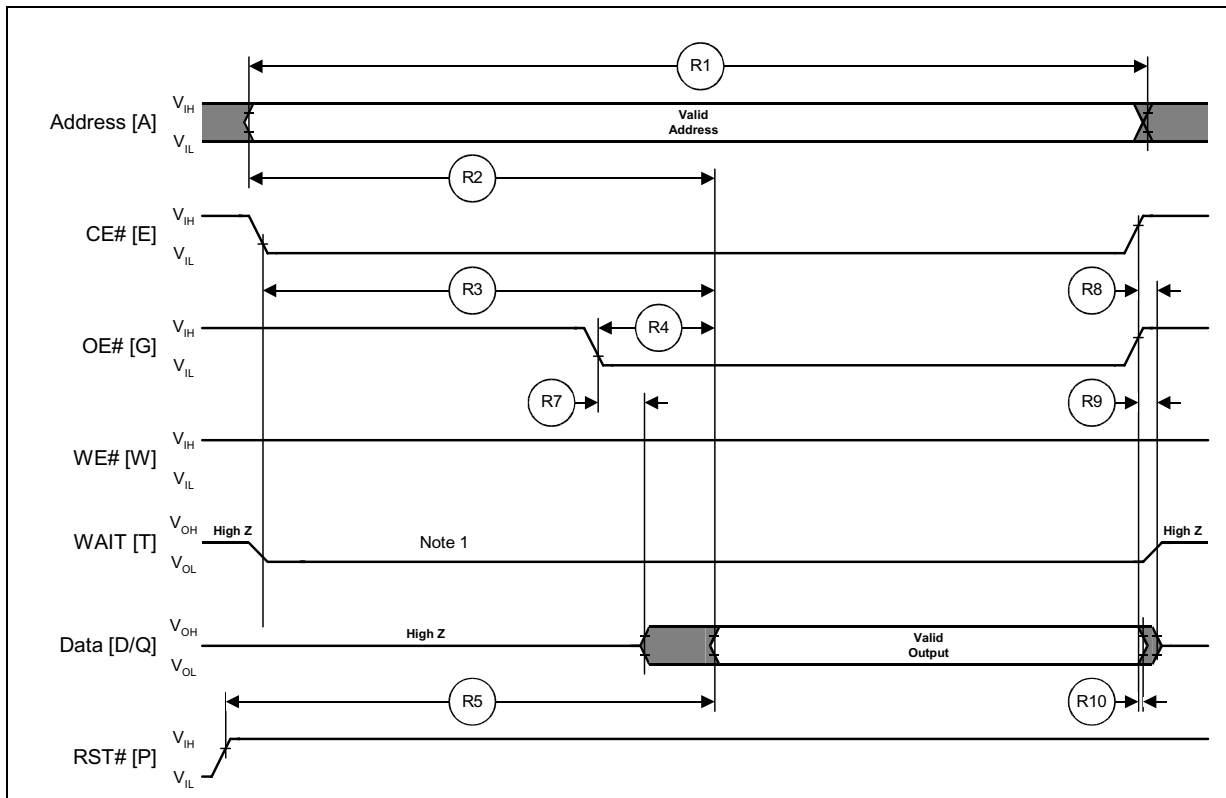 R1
Address [A]
VIH
VIL
Valid
Address
R2
CE# [E]
VIH
VIL
R3
R8
OE# [G]
VIH
VIL
R4
R7
R9
WE# [W]
VIH
VIL
WAIT [T]
VOH
VOL
High Z
Note 1
High Z
Data [D/Q]
VOH
VOL
High Z
Valid
Output
R5
R10
RST# [P]
VIH
VIL